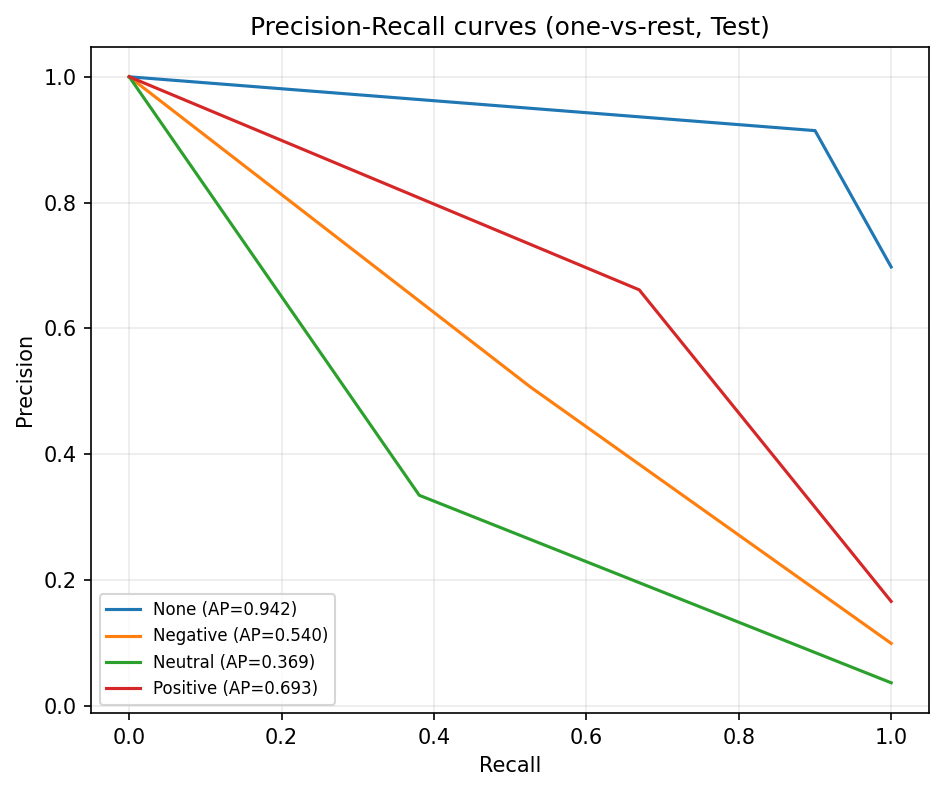 Precision-Recall curves (one-vs-rest, Test)
Precision
1.0
0.8
0.6
0.4
0.2
0.0
None (AP=0.942)
Negative (AP=0.540)
Neutral (AP=0.369)
Positive (AP=0.693)
0.0 0.2 0.4 0.6 0.8 1.0
Recall